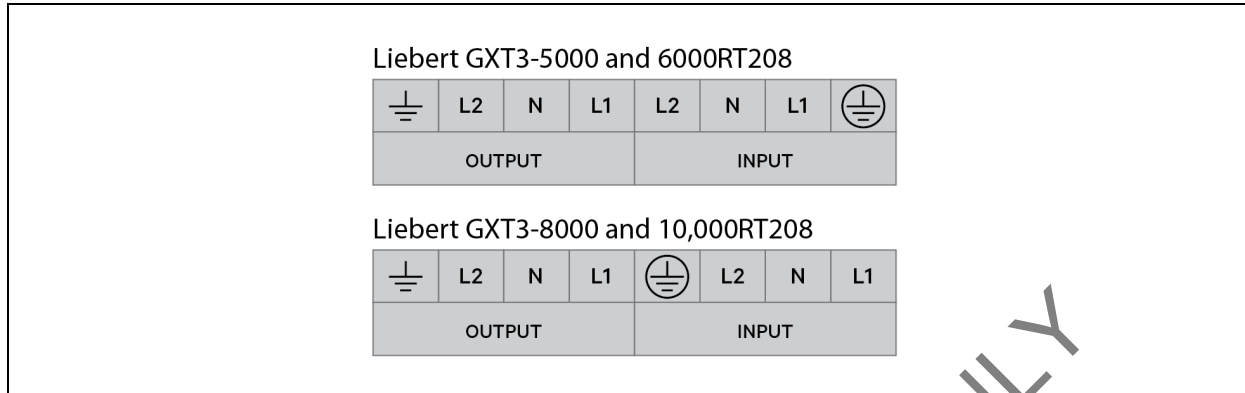 Liebert GXT3-5000 and 6000RT208
L2 N L1 L2 N L1
OUTPUT INPUT
Liebert GXT3-8000 and 10,000RT208
L2 N L1 L2 N L1
OUTPUT INPUT